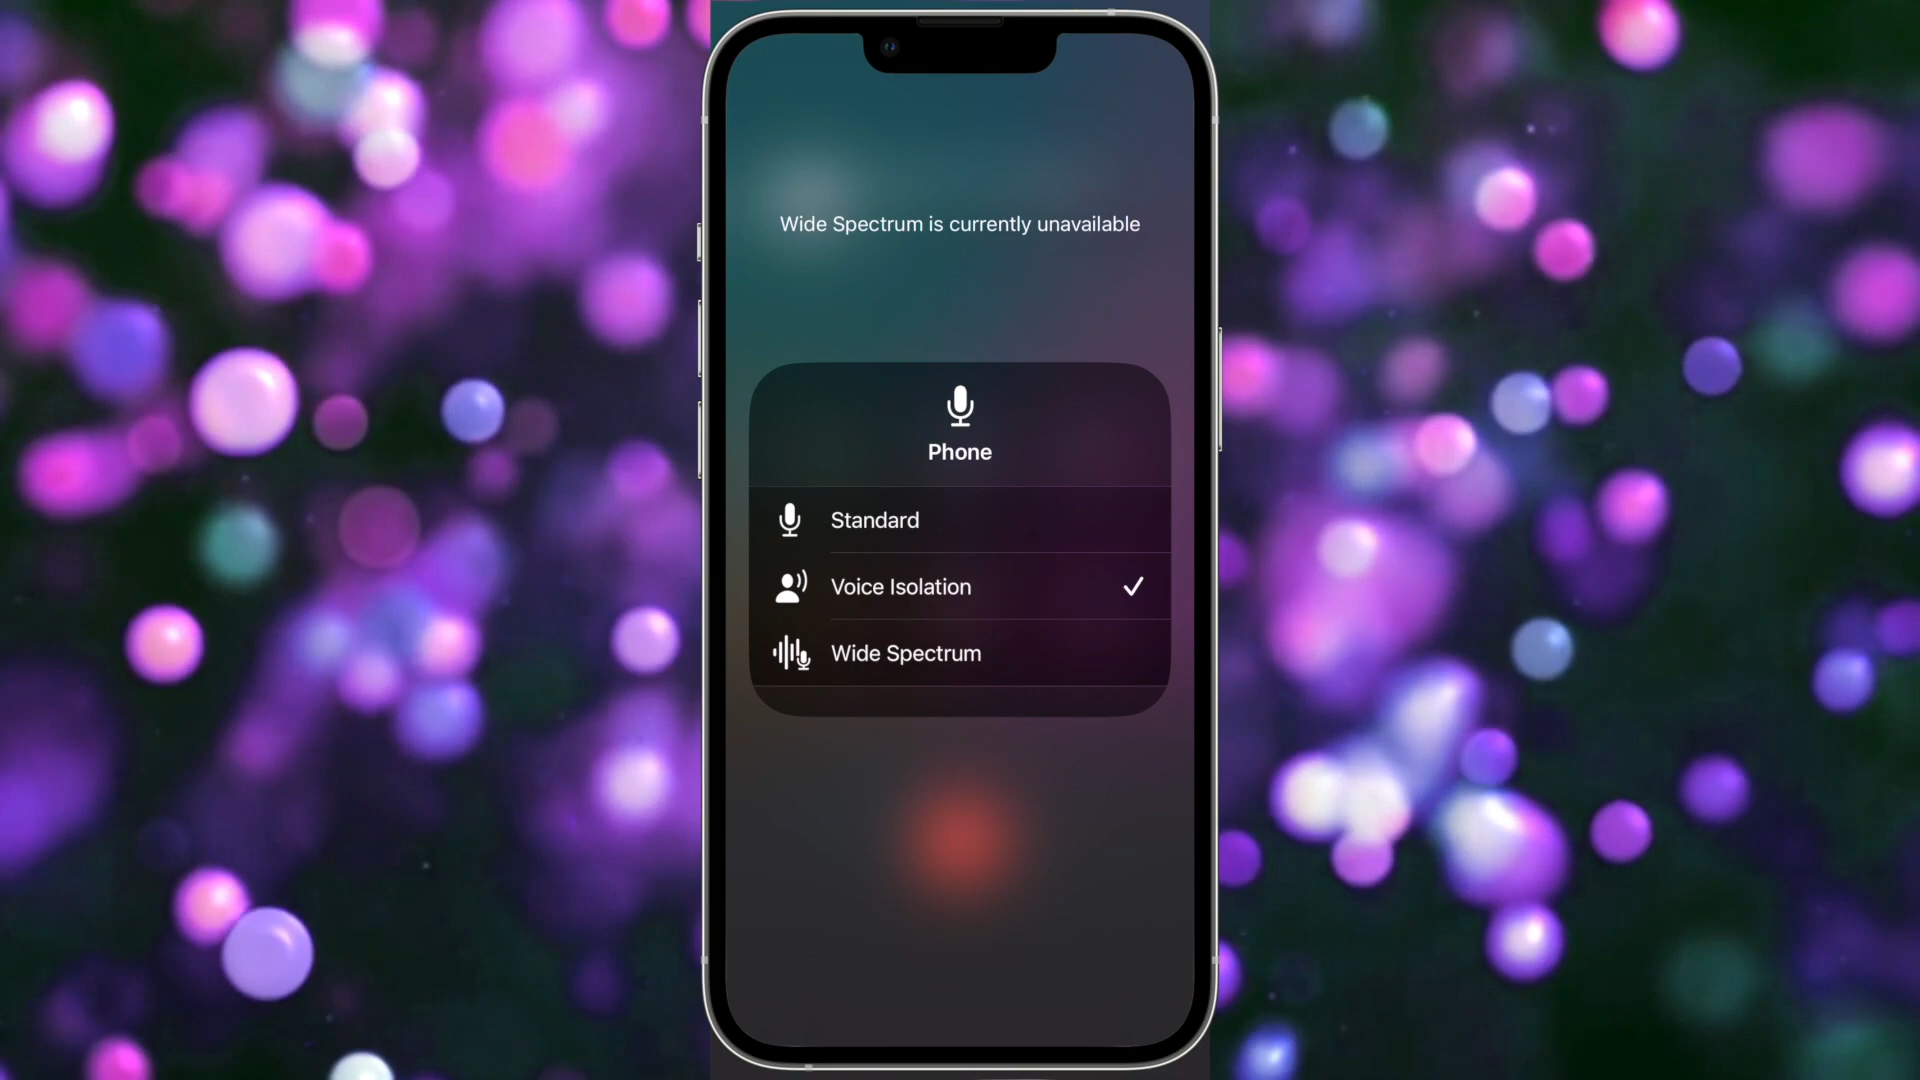 Wide Spectrum is currently unavailable
Phone
Standard
Voice Isolation
Wide Spectrum